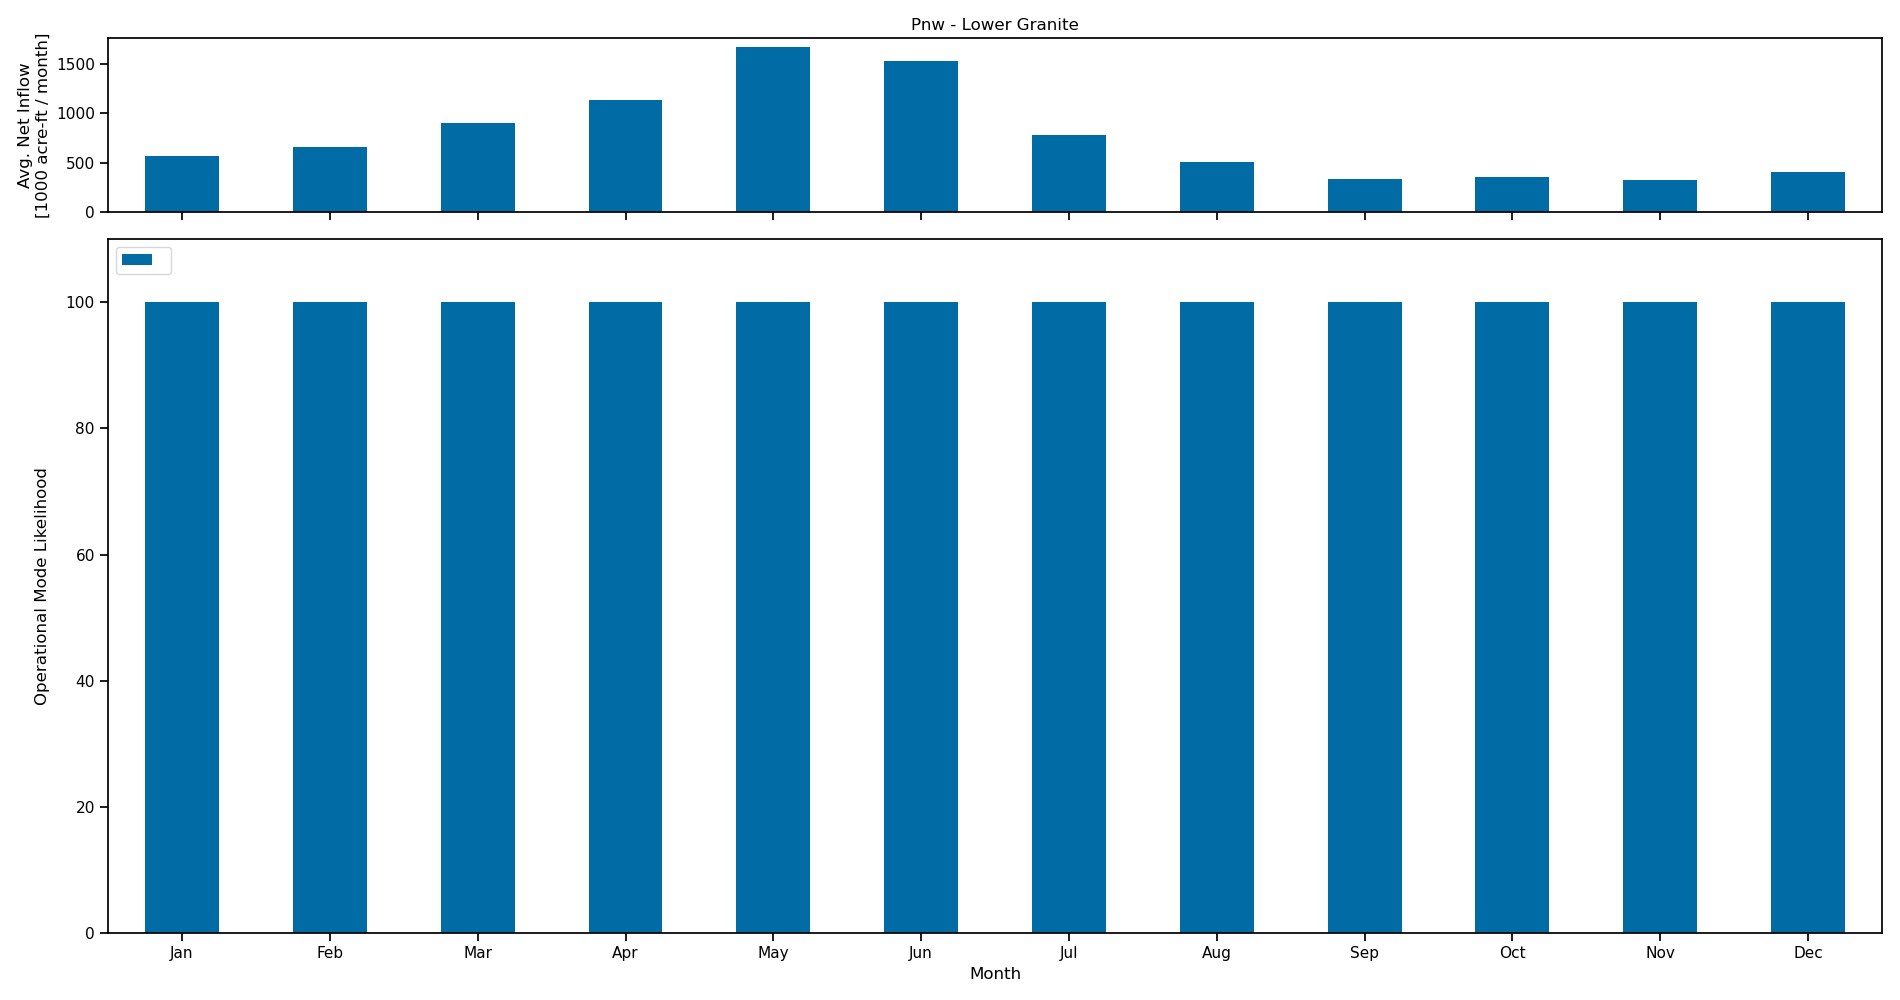 Pnw - Lower Granite
Avg. Net Inflow
[1000 acre-ft / month]
1500
1000
500
0
Operational Mode Likelihood
100
80
60
40
20
0
Jan Feb Mar Apr May Jun Jul Aug Sep Oct Nov Dec
Month